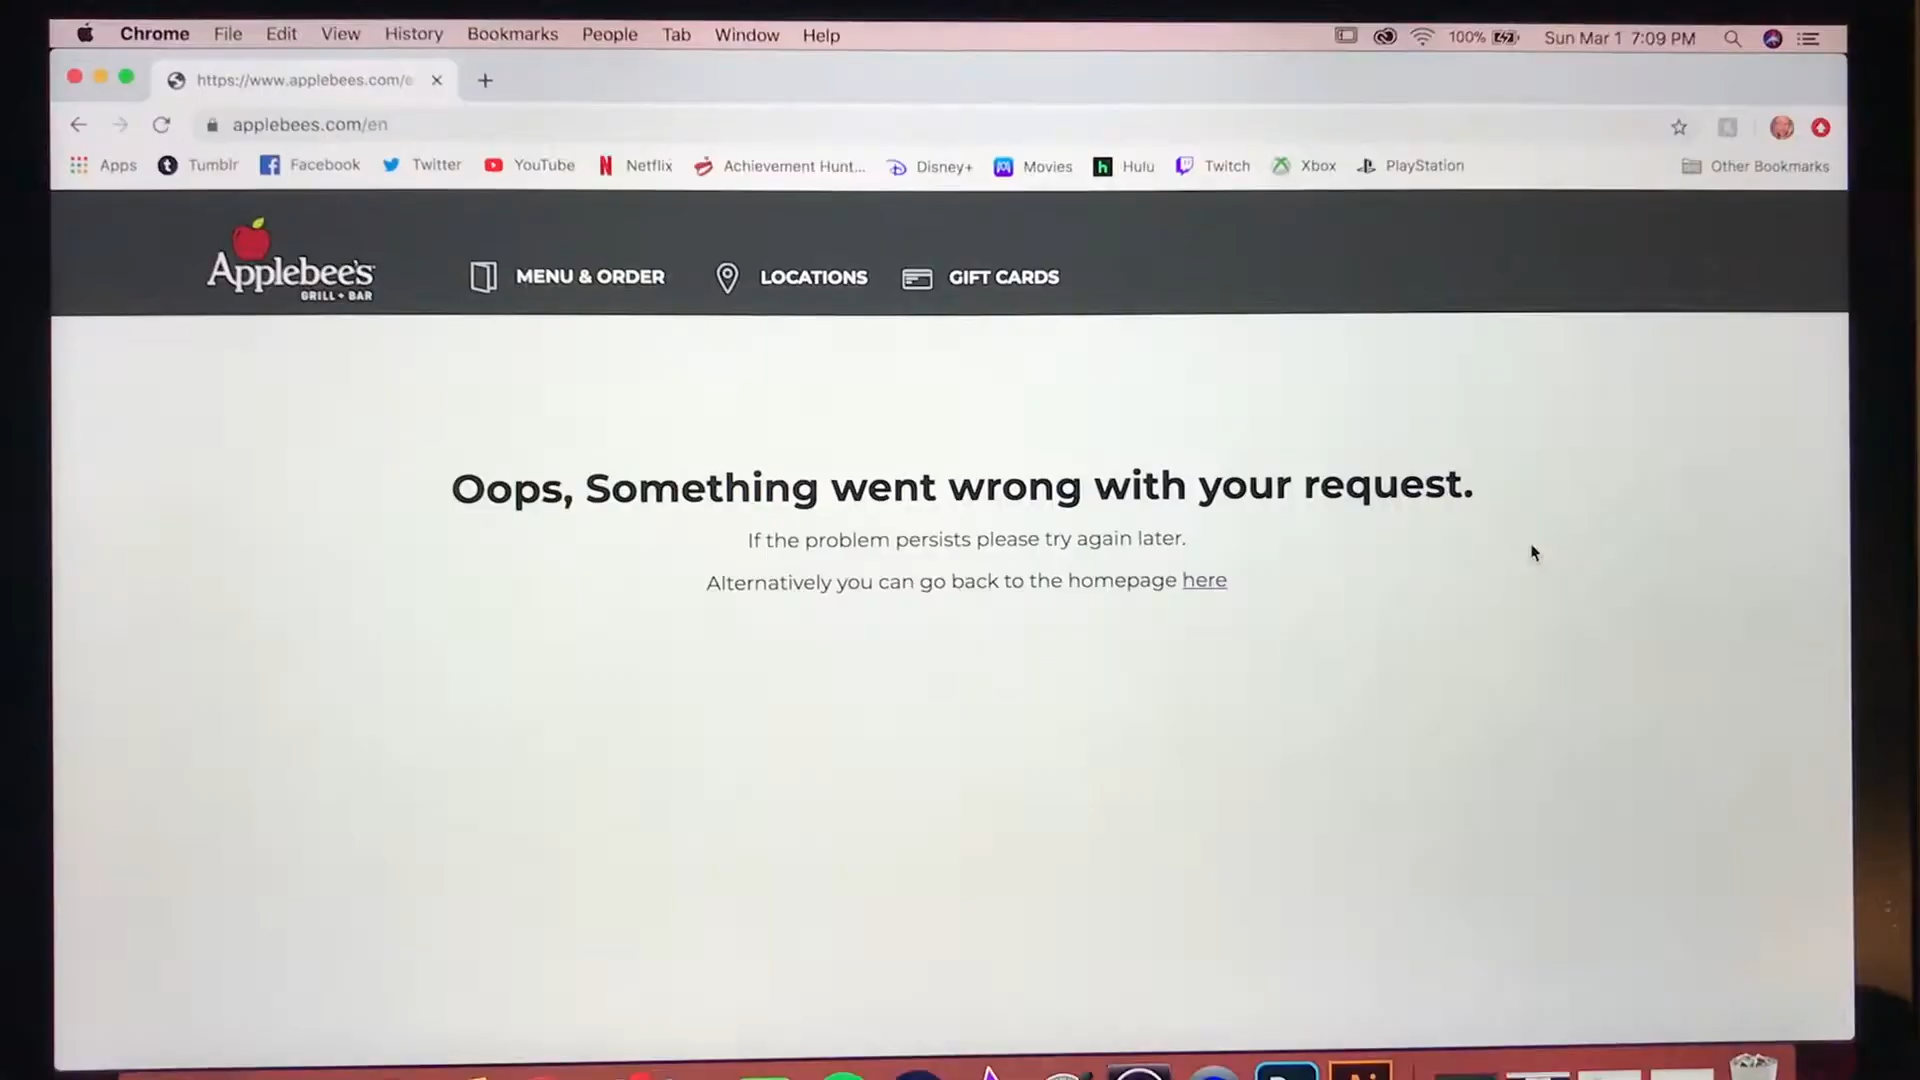 Chrome File Edit View History Bookmarks People Tab Window Help 100% Sun Mar 1 7:09 PM
https://www.applebees.com/e
applebees.com/en
Apps Tumblr Facebook Twitter YouTube Netflix Achievement Hunt... Disney+ Movies Hulu Twitch Xbox PlayStation Other Bookmarks
Applebee's
GRILL + BAR
MENU & ORDER LOCATIONS GIFT CARDS
Oops, Something went wrong with your request.
If the problem persists please try again later.
Alternatively you can go back to the homepage here